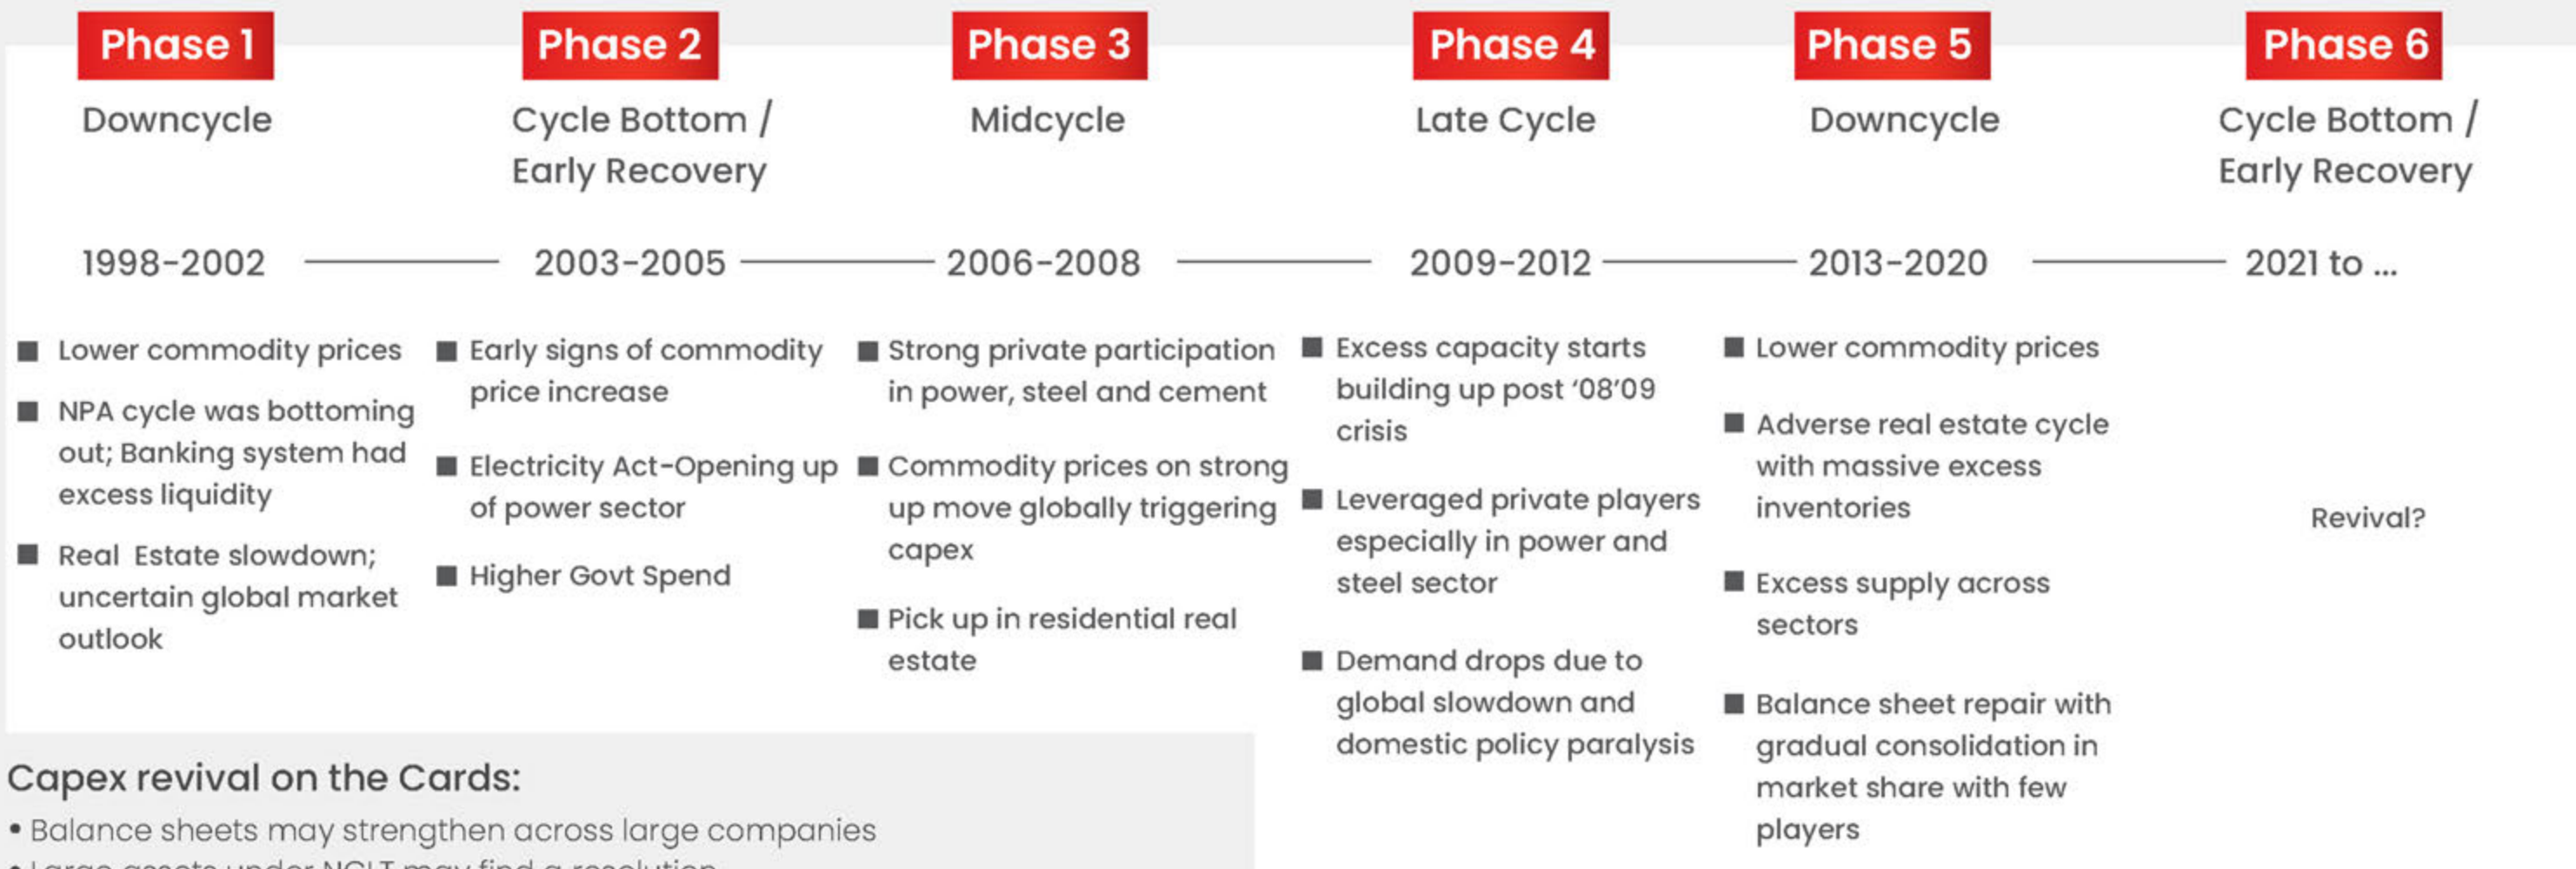 Phase 1
Downcycle
1998-2002
Lower commodity prices
NPA cycle was bottoming
out; Banking system had
excess liquidity
Real Estate slowdown;
uncertain global market
outlook
Phase 2
Cycle Bottom /
Early Recovery
2003-2005
Early signs of commodity
price increase
Electricity Act-Opening up
of power sector
Higher Govt Spend
Phase 3
Midcycle
2006-2008
Strong private participation
in power, steel and cement
Commodity prices on strong
up move globally triggering
capex
Pick up in residential real
estate
Phase 4
Late Cycle
2009-2012
Excess capacity starts
building up post ‘08’09
crisis
Leveraged private players
especially in power and
steel sector
Demand drops due to
global slowdown and
domestic policy paralysis
Phase 5
Downcycle
2013-2020
Lower commodity prices
Adverse real estate cycle
with massive excess
inventories
Excess supply across
sectors
Balance sheet repair with
gradual consolidation in
market share with few
players
Phase 6
Cycle Bottom /
Early Recovery
2021 to ...
Revival?
Capex revival on the Cards:
• Balance sheets may strengthen across large companies
• Large assets under NCLT may find a resolution